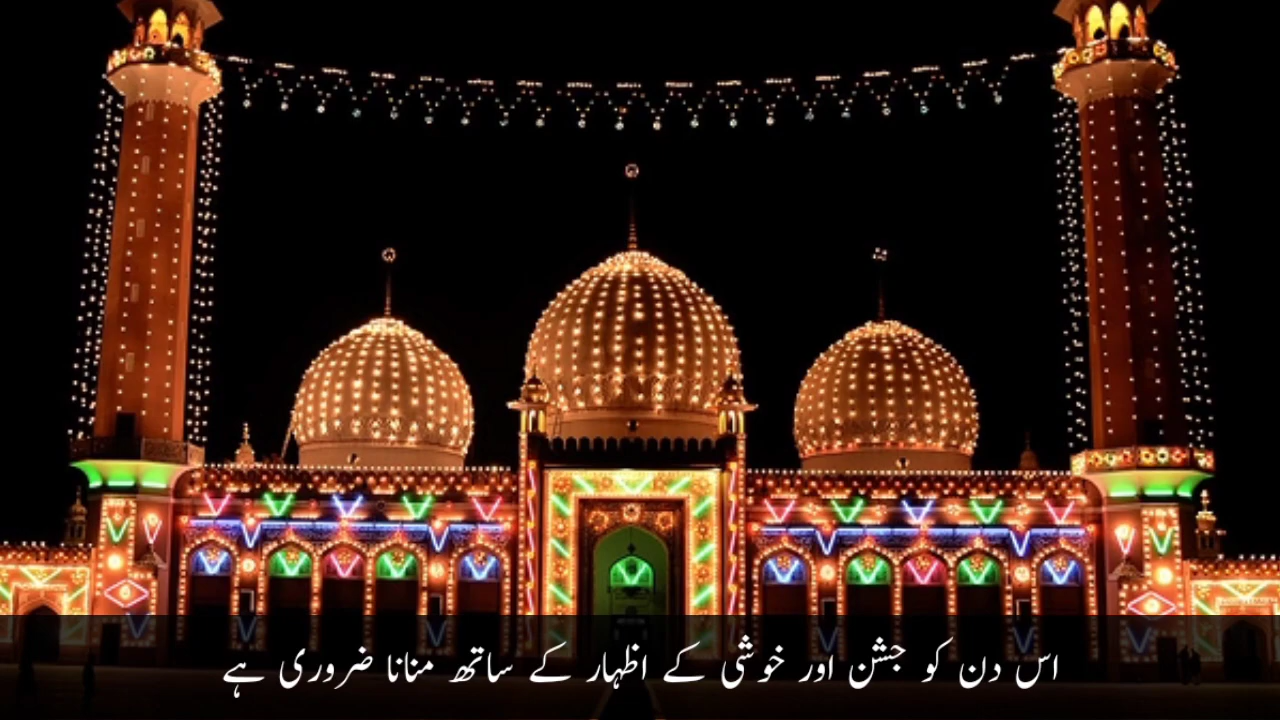 اس دن کو جشن اور خوشی کے اظہار کے ساتھ منانا ضروری ہے